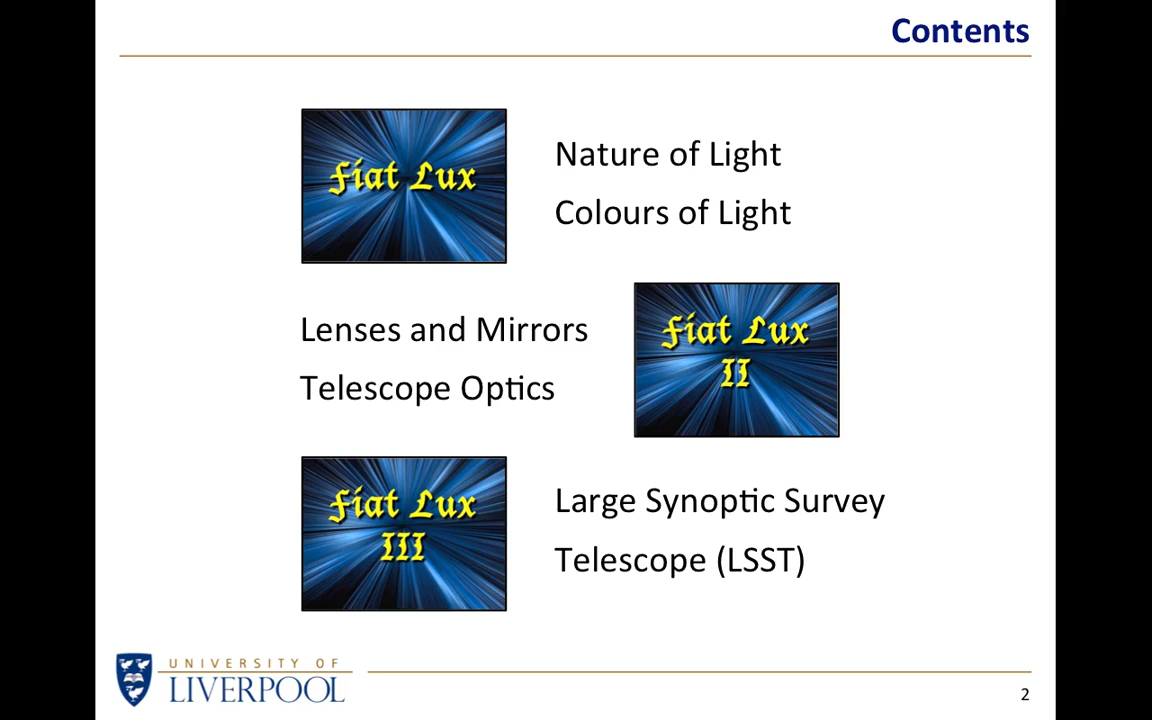 Contents
Fiat Lux
Nature of Light
Colours of Light
Lenses and Mirrors
Telescope Optics
Fiat Lux
II
Fiat Lux
III
Large Synoptic Survey
Telescope (LSST)
UNIVERSITY OF
LIVERPOOL
2